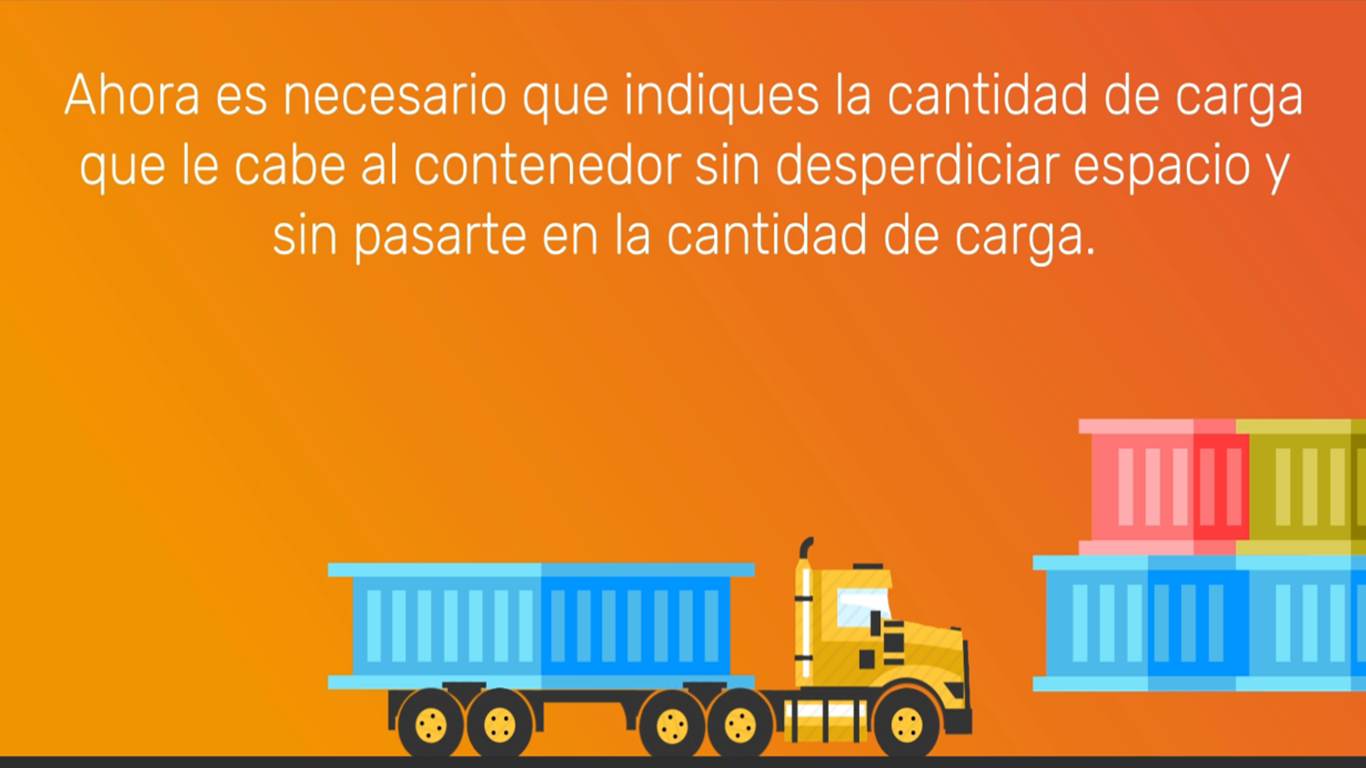 Ahora es necesario que indiques la cantidad de carga
que le cabe al contenedor sin desperdiciar espacio y
sin pasarte en la cantidad de carga.